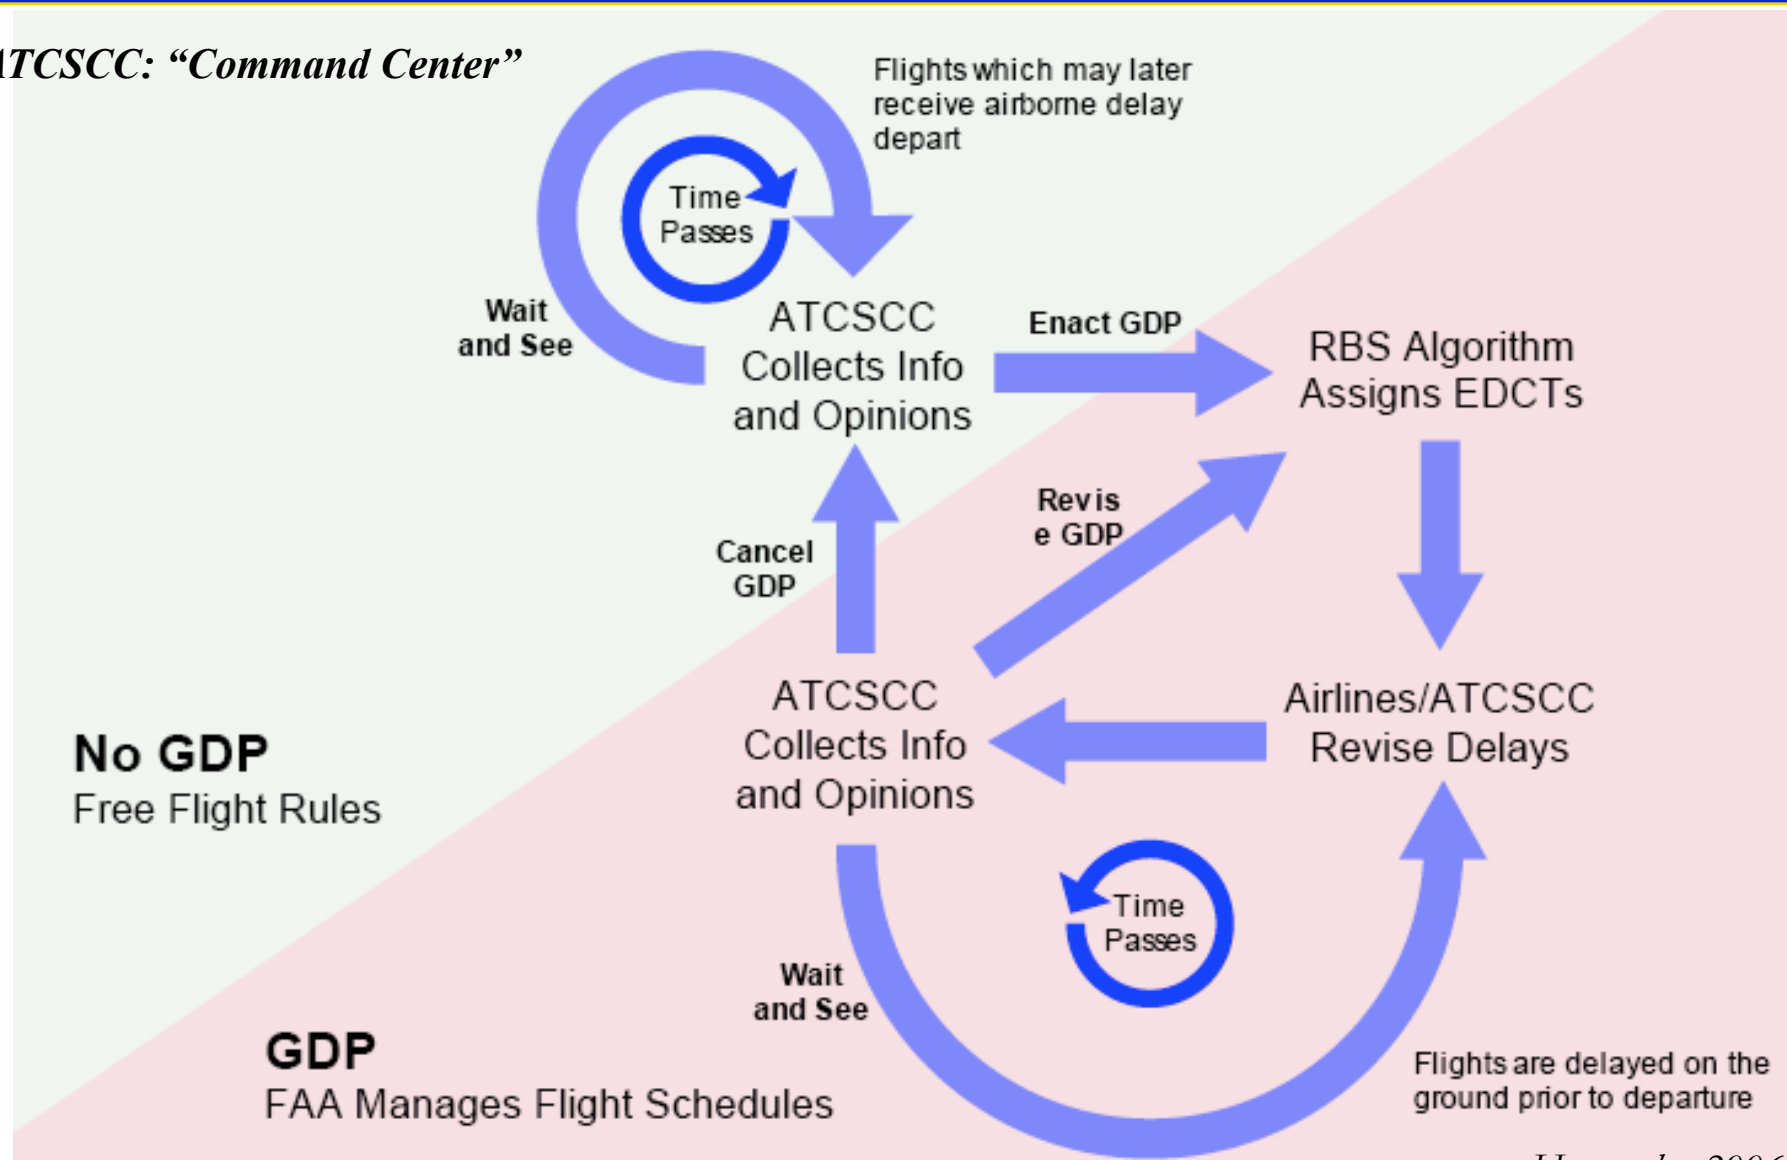 ATCSCC: “Command Center”
Flights which may later
receive airborne delay
depart
Time
Passes
Wait
and See
ATCSCC
Collects Info
and Opinions
Enact GDP
RBS Algorithm
Assigns EDCTs
Revis
e GDP
Cancel
GDP
ATCSCC
Collects Info
and Opinions
Airlines/ATCSCC
Revise Delays
No GDP
Free Flight Rules
Time
Passes
Wait
and See
GDP
FAA Manages Flight Schedules
Flights are delayed on the
ground prior to departure